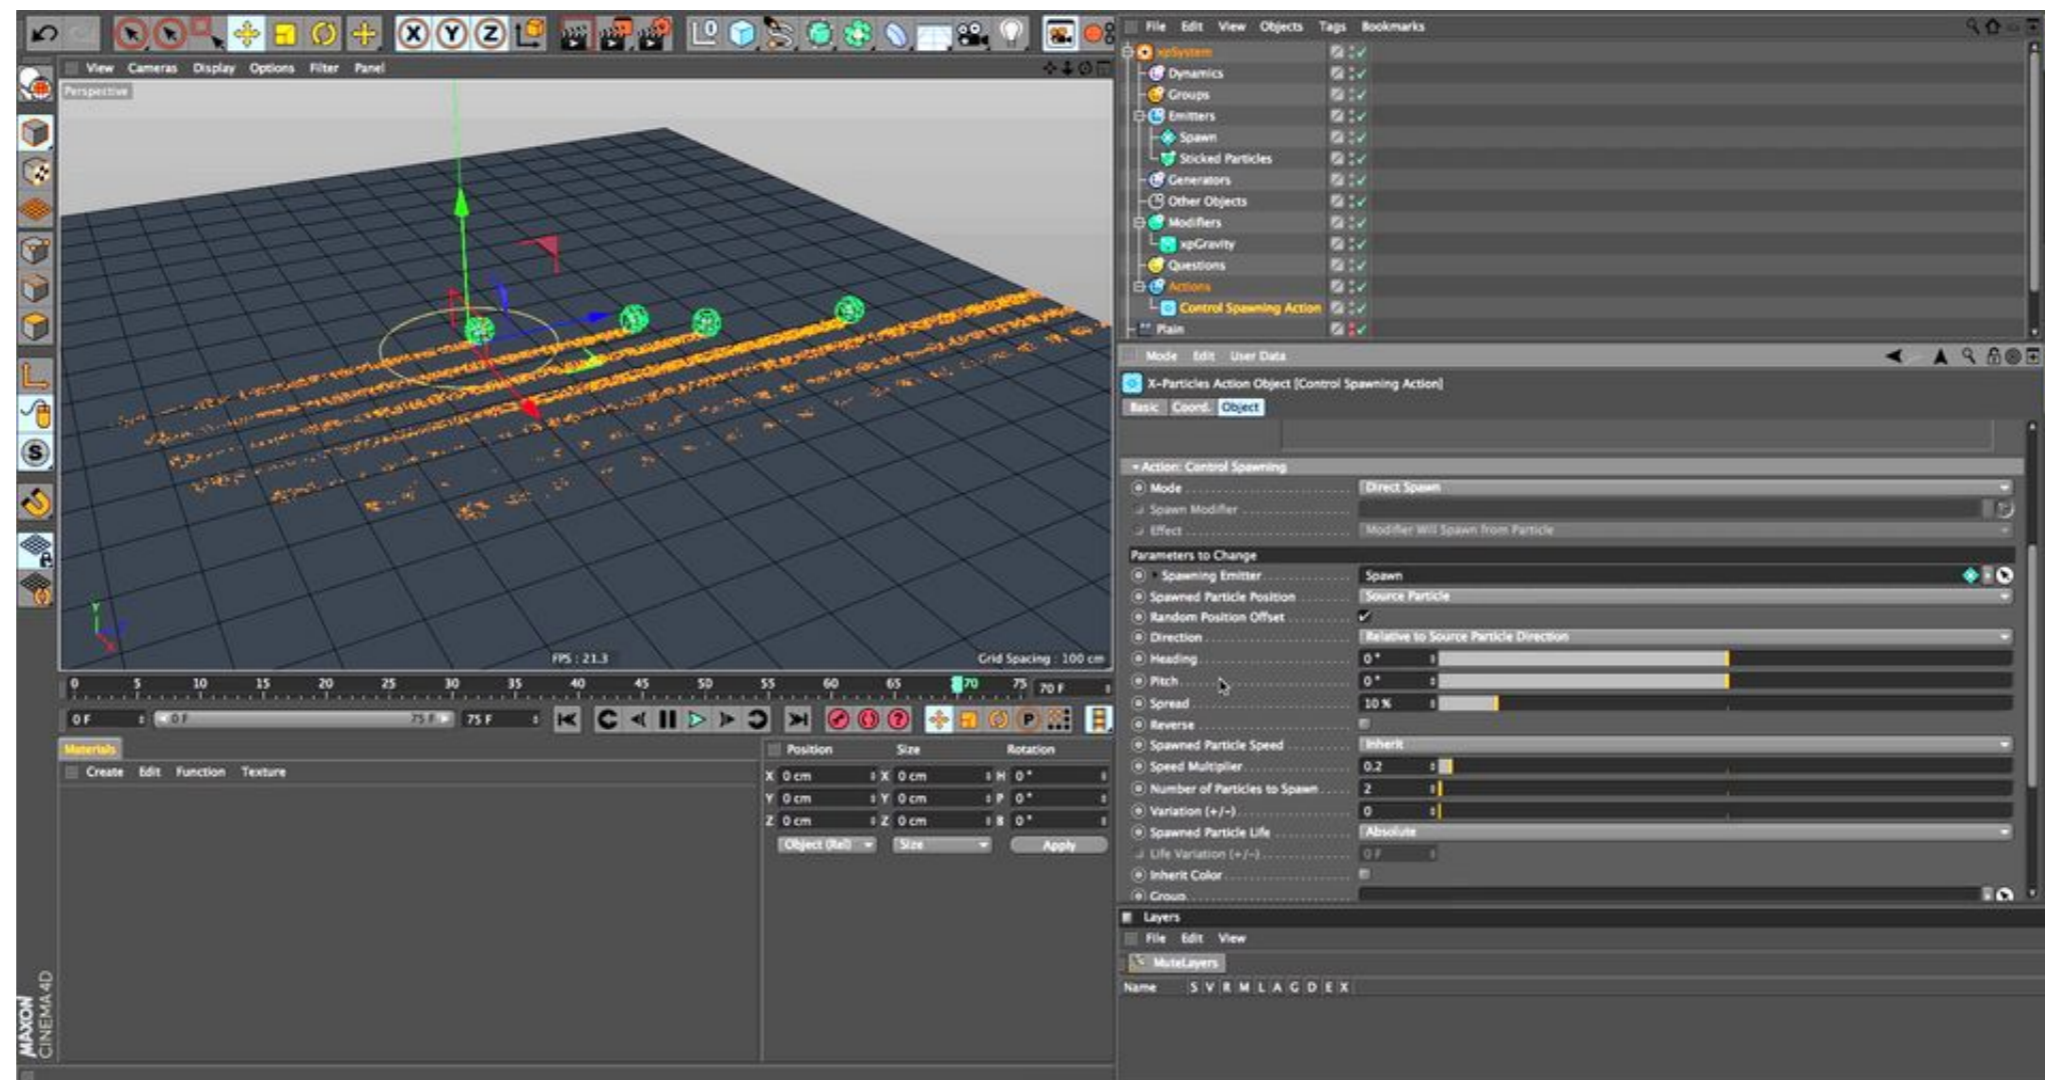 File Edit View Objects Tags Bookmarks
xpSystem
Dynamics
Groups
Emitters
Spawn
Sticked Particles
Generators
Other Objects
Modifiers
xpGravity
Questions
Actions
Control Spawning Action
Plain
X Y Z
View Cameras Display Options Filter Panel
Perspective
Y
FPS : 21.3
Grid Spacing : 100 cm
0 5 10 15 20 25 30 35 40 45 50 55 60 65 70 75 70 F
0 F 0 F 75 F 75 F
P
Materials
Create Edit Function Texture
Position Size Rotation
X 0 cm X 0 cm H 0°
Y 0 cm Y 0 cm P 0°
Z 0 cm Z 0 cm B 0°
Object (Rel) Size Apply
MAXON
CINEMA 4D
Mode Edit User Data
X-Particles Action Object [Control Spawning Action]
Basic Coord. Object
Action: Control Spawning
Mode Direct Spawn
Spawn Modifier
Effect Modifier Will Spawn from Particle
Parameters to Change
Spawning Emitter Spawn
Spawned Particle Position Source Particle
Random Position Offset
Direction Relative to Source Particle Direction
Heading 0°
Pitch 0°
Spread 10 %
Reverse
Spawned Particle Speed Inherit
Speed Multiplier 0.2
Number of Particles to Spawn 2
Variation (+/-) 0
Spawned Particle Life Absolute
Life Variation (+/-) 0 F
Inherit Color
Group
Layers
File Edit View
MuteLayers
Name S V R M L A G D E X